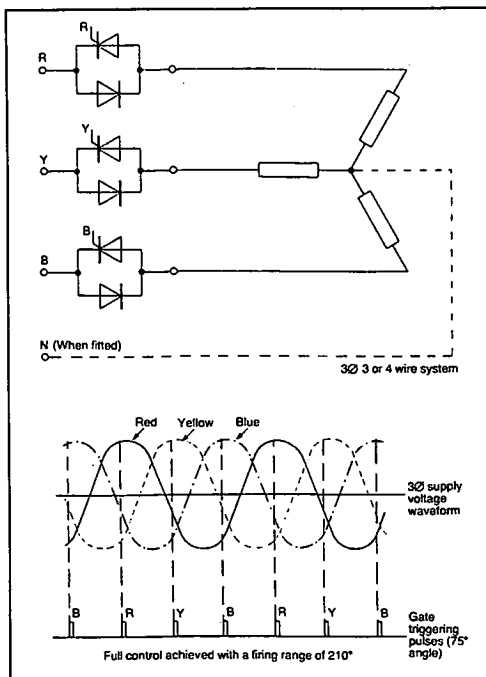 R
R
Y
Y
B
B
N (When fitted)
3Ø 3 or 4 wire system
Red
Yellow
Blue
3Ø supply
voltage
waveform
B
R
Y
B
R
Y
B
Gate
triggering
pulses (75°
angle)
Full control achieved with a firing range of 210°